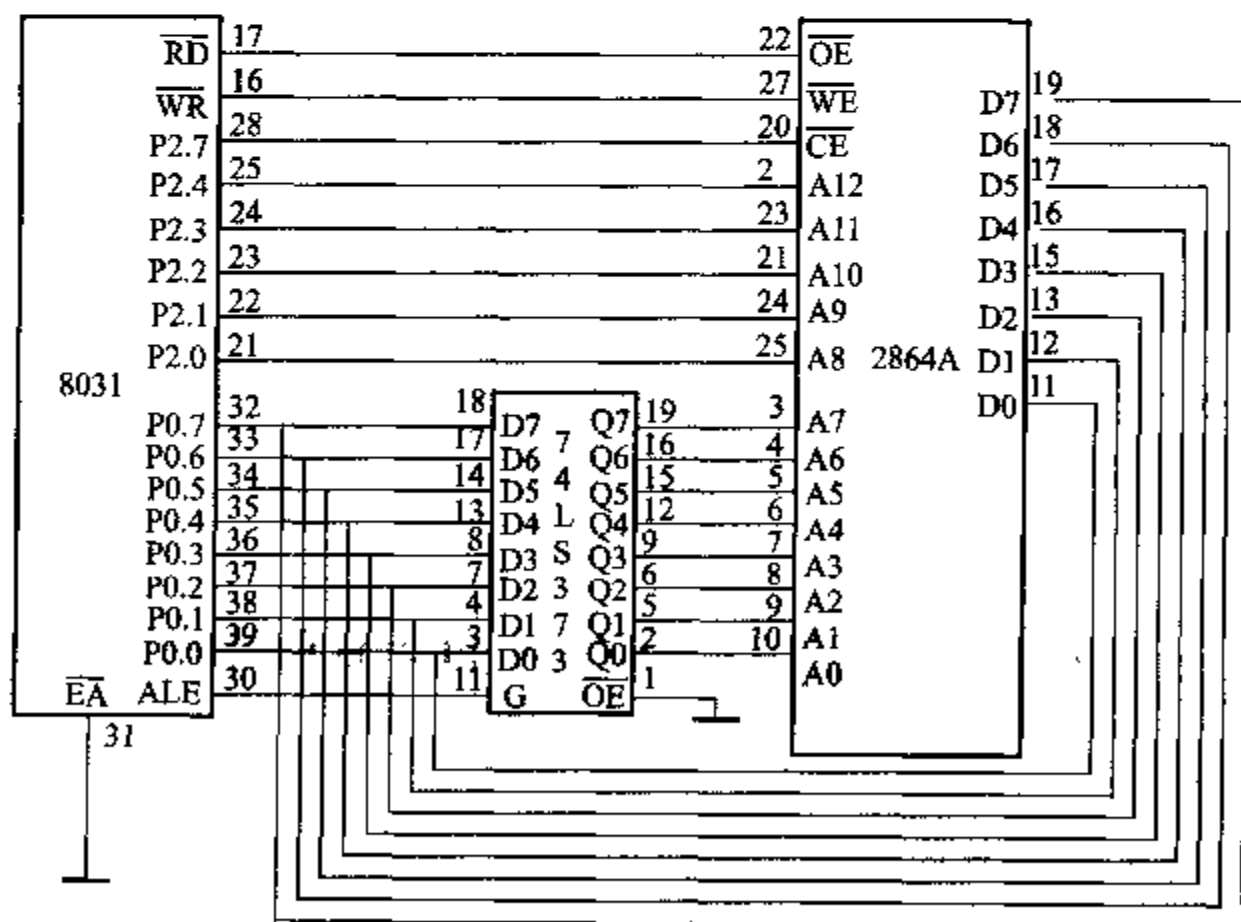 RD 17 22 OE
WR 16 27 WE D7 19
P2.7 28 20 CE D6 18
P2.4 25 2 A12 D5 17
P2.3 24 23 A11 D4 16
P2.2 23 21 A10 D3 15
P2.1 22 24 A9 D2 13
P2.0 21 25 A8 2864A D1 12
8031
D0 11
P0.7 32 18 D7 Q7 19 3 A7
P0.6 33 17 D6 Q6 16 4 A6
P0.5 34 14 D5 Q5 15 5 A5
P0.4 35 13 D4 Q4 12 6 A4
P0.3 36 8 D3 Q3 9 7 A3
P0.2 37 7 D2 Q2 6 8 A2
P0.1 38 4 D1 Q1 5 9 A1
P0.0 39 3 D0 Q0 2 10 A0
74LS373
EA ALE 30 11 G OE 1
31